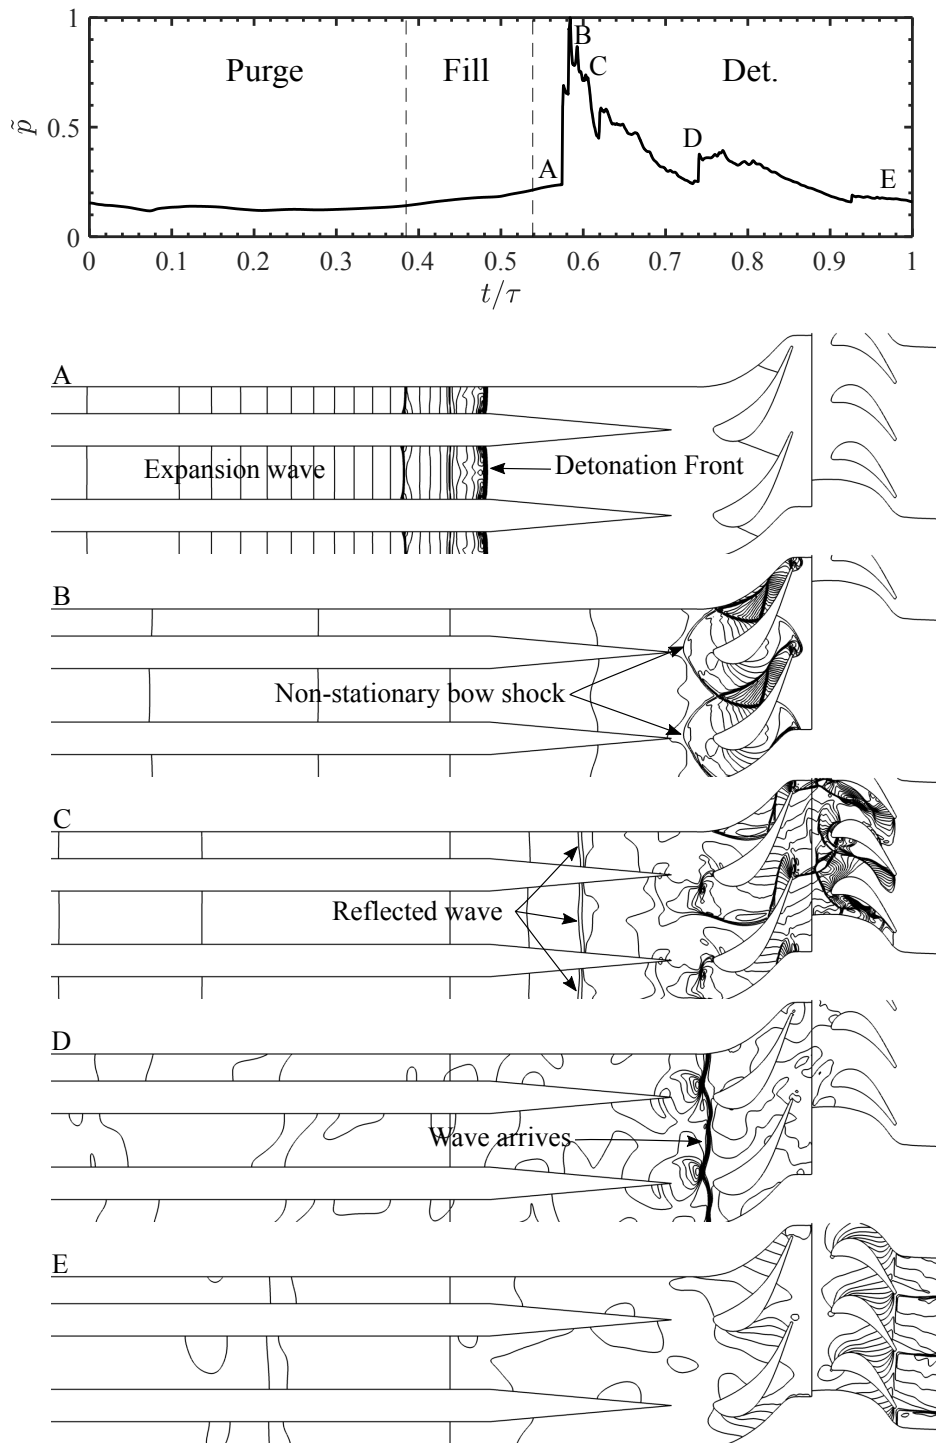 1
B
Purge Fill C Det.
p̃ 0.5
D
A
E
0
0 0.1 0.2 0.3 0.4 0.5 0.6 0.7 0.8 0.9 1
t/τ
A
Expansion wave Detonation Front
B
Non-stationary bow shock
C
Reflected wave
D
Wave arrives
E